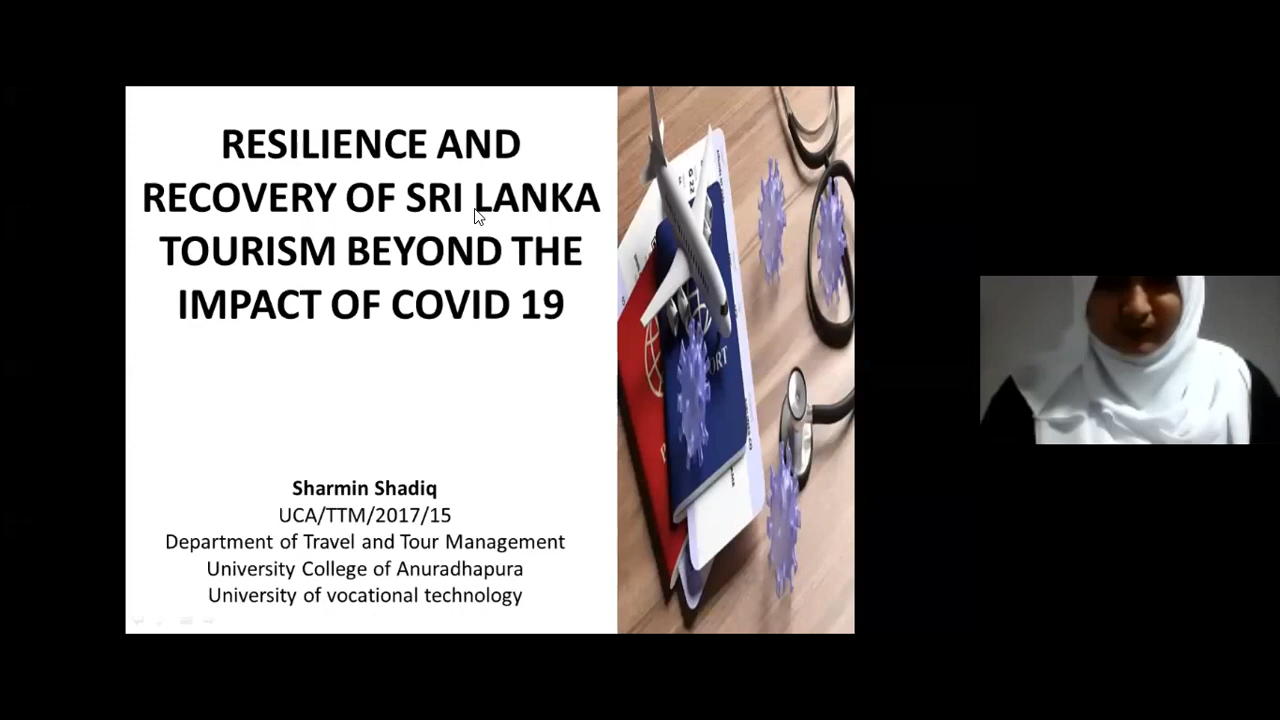 RESILIENCE AND
RECOVERY OF SRI LANKA
TOURISM BEYOND THE
IMPACT OF COVID 19
Sharmin Shadiq
UCA/TTM/2017/15
Department of Travel and Tour Management
University College of Anuradhapura
University of vocational technology